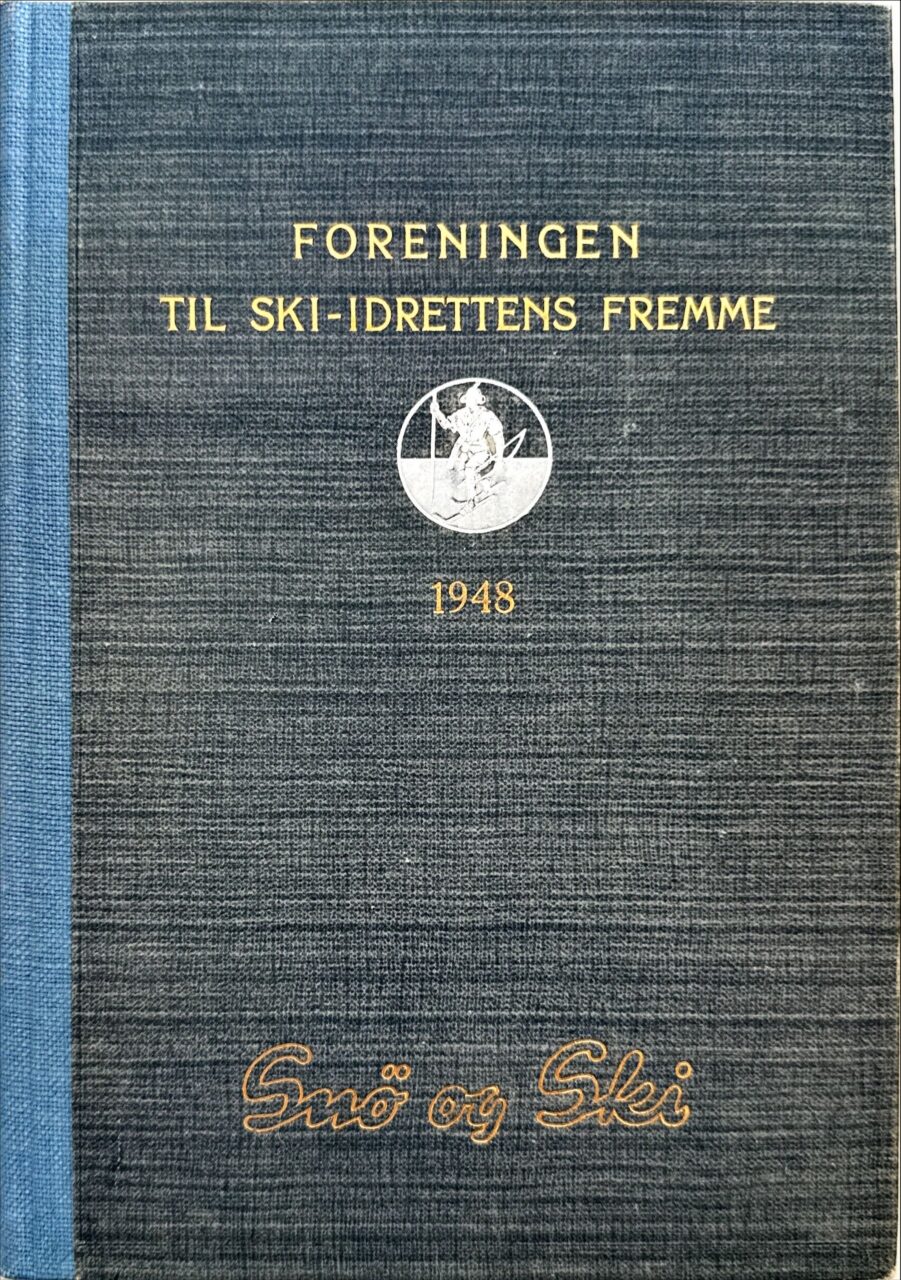 FORENINGEN
TIL SKI-IDRETTENS FREMME
1948
Snö og Ski